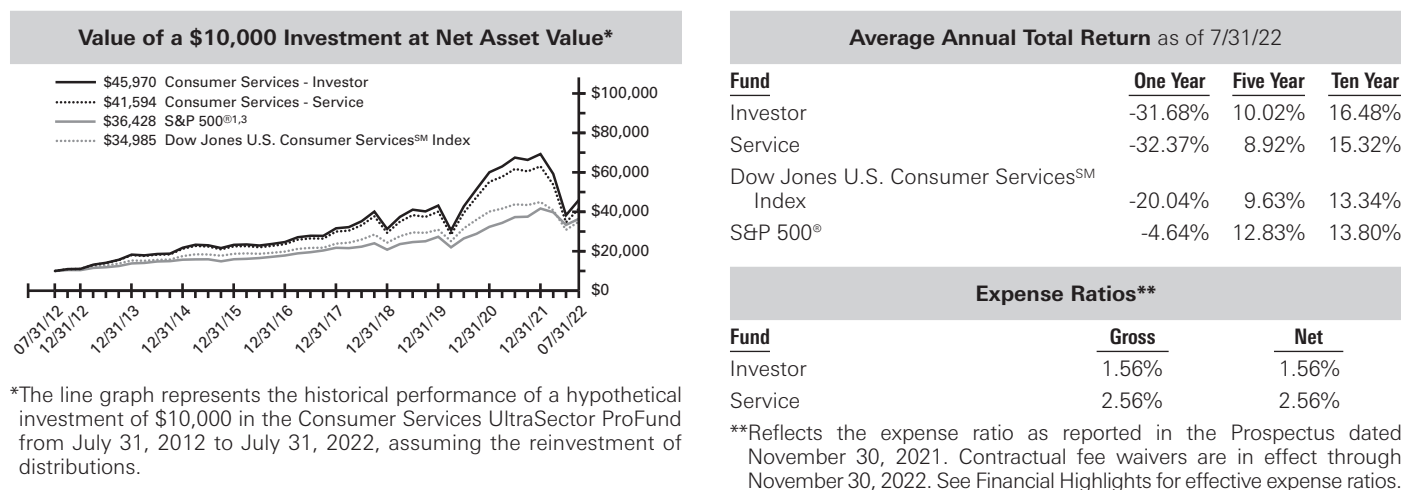 Value of a $10,000 Investment at Net Asset Value*
$45,970 Consumer Services - Investor
$41,594 Consumer Services - Service
$36,428 S&P 500®1,3
$34,985 Dow Jones U.S. Consumer Services℠ Index
$100,000
$80,000
$60,000
$40,000
$20,000
$0
07/31/12
12/31/12
12/31/13
12/31/14
12/31/15
12/31/16
12/31/17
12/31/18
12/31/19
12/31/20
12/31/21
07/31/22
*The line graph represents the historical performance of a hypothetical
investment of $10,000 in the Consumer Services UltraSector ProFund
from July 31, 2012 to July 31, 2022, assuming the reinvestment of
distributions.
Average Annual Total Return as of 7/31/22
Fund One Year Five Year Ten Year
Investor -31.68% 10.02% 16.48%
Service -32.37% 8.92% 15.32%
Dow Jones U.S. Consumer Services℠
Index -20.04% 9.63% 13.34%
S&P 500® -4.64% 12.83% 13.80%
Expense Ratios**
Fund Gross Net
Investor 1.56% 1.56%
Service 2.56% 2.56%
**Reflects the expense ratio as reported in the Prospectus dated
November 30, 2021. Contractual fee waivers are in effect through
November 30, 2022. See Financial Highlights for effective expense ratios.